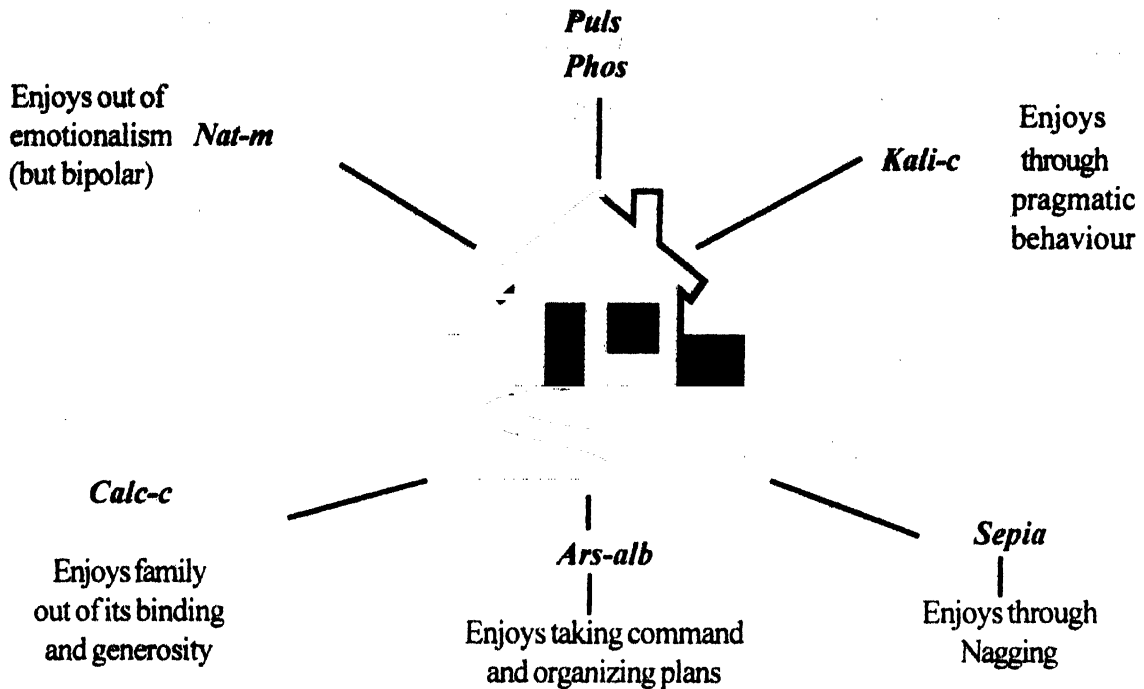 Puls
Phos
Enjoys out of
emotionalism Nat-m
(but bipolar)
Kali-c
Enjoys
through
pragmatic
behaviour
Calc-c
Enjoys family
out of its binding
and generosity
Ars-alb
Enjoys taking command
and organizing plans
Sepia
Enjoys through
Nagging